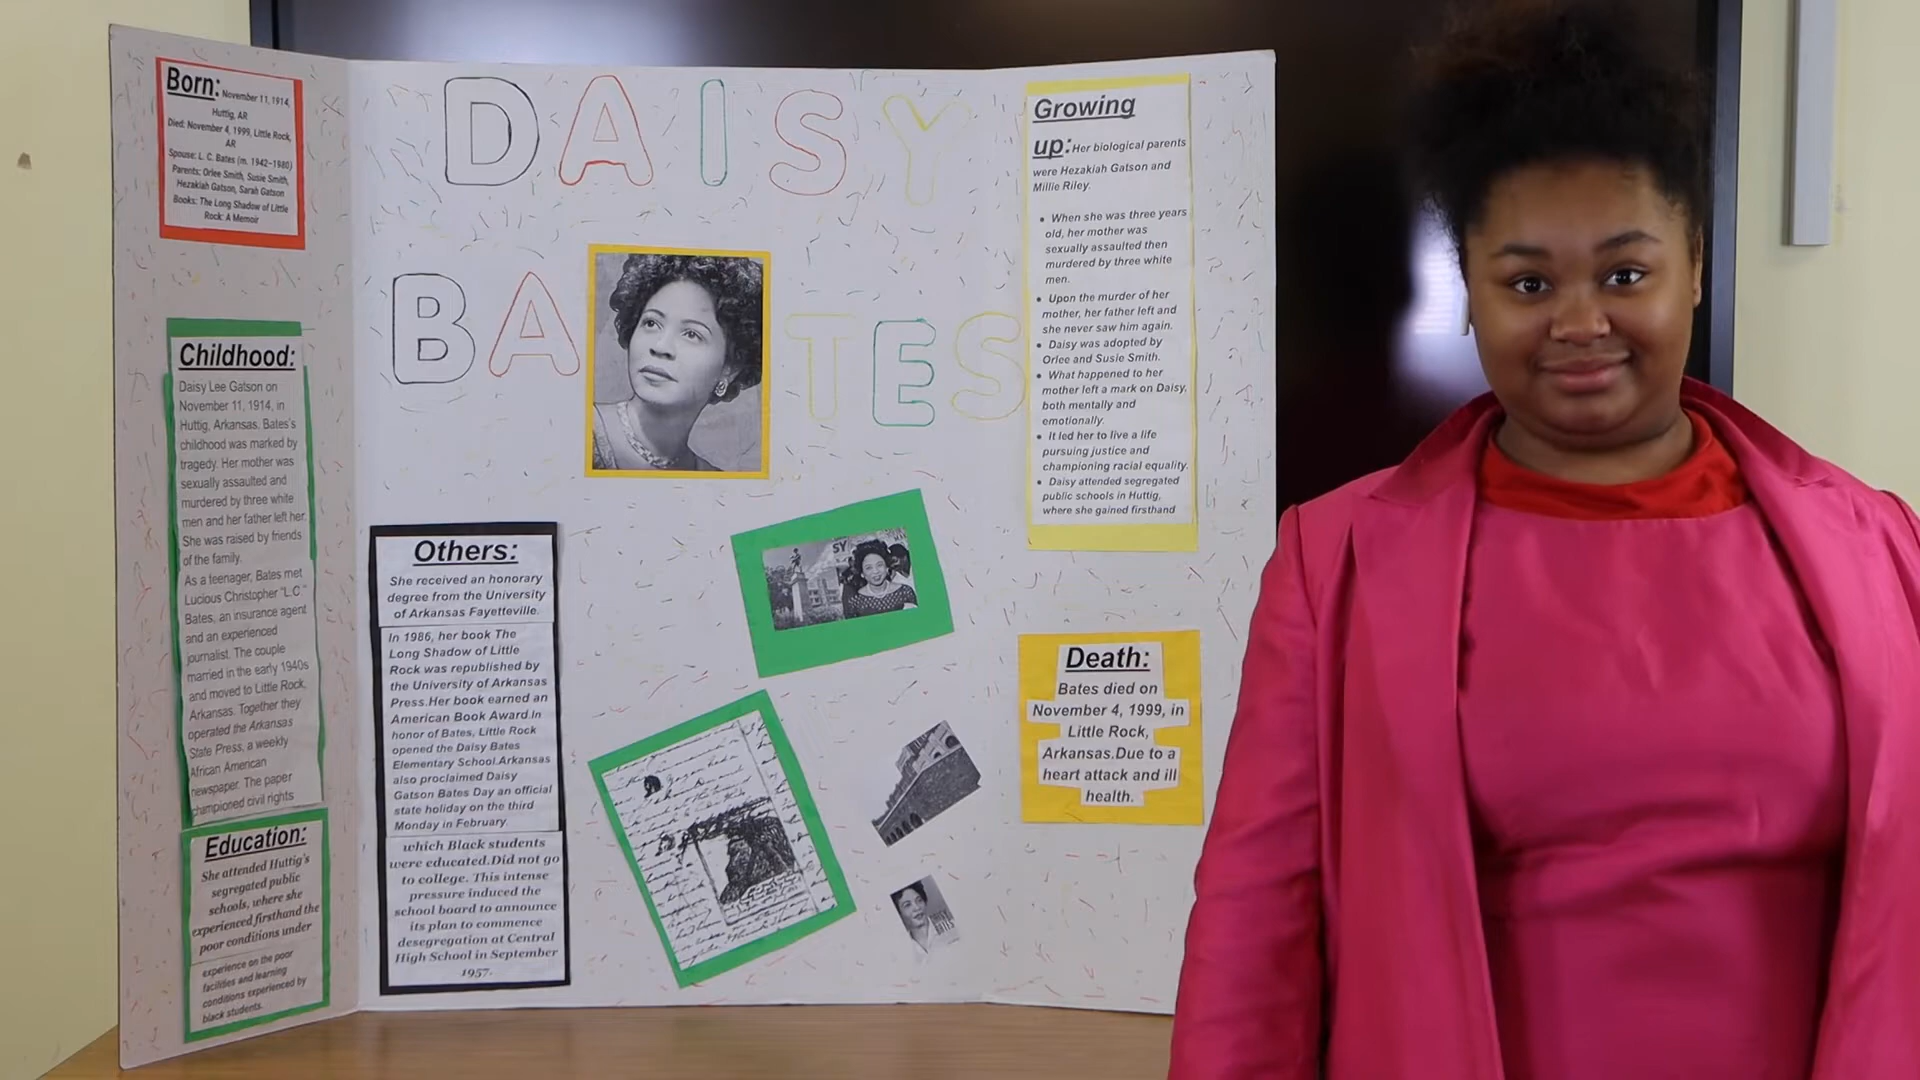 Born: November 11, 1914,
Huttig, AR
Died: November 4, 1999, Little Rock,
AR
Spouse: L. C. Bates (m. 1942–1980)
Parents: Orlee Smith, Susie Smith,
Hezakiah Gatson, Sarah Gatson
Books: The Long Shadow of Little
Rock: A Memoir
Childhood:
Daisy Lee Gatson on
November 11, 1914, in
Huttig, Arkansas. Bates's
childhood was marked by
tragedy. Her mother was
sexually assaulted and
murdered by three white
men and her father left her.
She was raised by friends
of the family.
As a teenager, Bates met
Lucious Christopher "L.C."
Bates, an insurance agent
and an experienced
journalist. The couple
married in the early 1940s
and moved to Little Rock,
Arkansas. Together they
operated the Arkansas
State Press, a weekly
African American
newspaper. The paper
championed civil rights
Education:
She attended Huttig's
segregated public
schools, where she
experienced firsthand the
poor conditions under
experience on the poor
facilities and learning
conditions experienced by
black students.
DAISY
BATES
Others:
She received an honorary
degree from the University
of Arkansas Fayetteville.
In 1986, her book The
Long Shadow of Little
Rock was republished by
the University of Arkansas
Press.Her book earned an
American Book Award.In
honor of Bates, Little Rock
opened the Daisy Bates
Elementary School.Arkansas
also proclaimed Daisy
Gatson Bates Day an official
state holiday on the third
Monday in February.
which Black students
were educated.Did not go
to college. This intense
pressure induced the
school board to announce
its plan to commence
desegregation at Central
High School in September
1957.
SY
Growing
up: Her biological parents
were Hezakiah Gatson and
Millie Riley.
• When she was three years
old, her mother was
sexually assaulted then
murdered by three white
men.
• Upon the murder of her
mother, her father left and
she never saw him again.
• Daisy was adopted by
Orlee and Susie Smith.
• What happened to her
mother left a mark on Daisy,
both mentally and
emotionally.
• It led her to live a life
pursuing justice and
championing racial equality.
• Daisy attended segregated
public schools in Huttig,
where she gained firsthand
Death:
Bates died on
November 4, 1999, in
Little Rock,
Arkansas.Due to a
heart attack and ill
health.